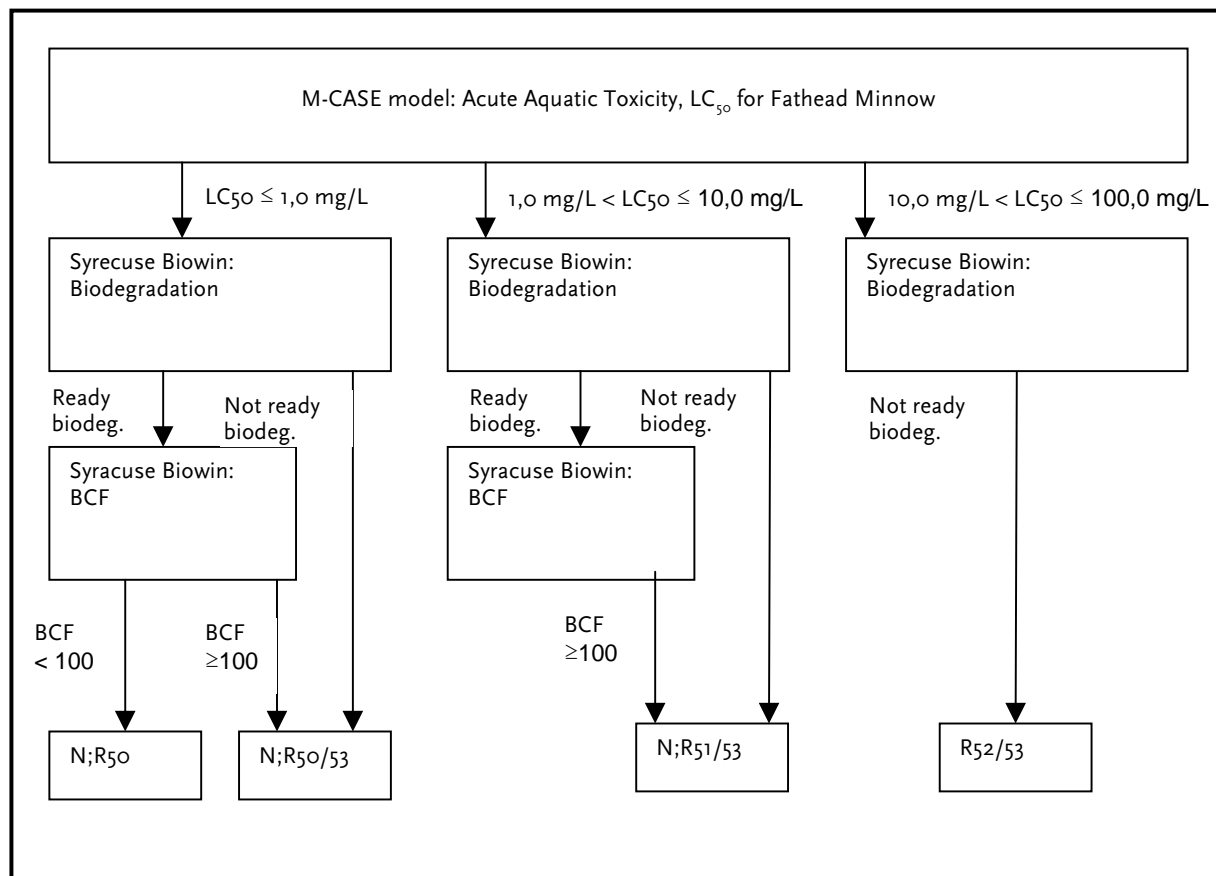 M-CASE model: Acute Aquatic Toxicity, LC50 for Fathead Minnow
LC50 ≤ 1,0 mg/L
1,0 mg/L < LC50 ≤ 10,0 mg/L
10,0 mg/L < LC50 ≤ 100,0 mg/L
Syrecuse Biowin:
Biodegradation
Syrecuse Biowin:
Biodegradation
Syrecuse Biowin:
Biodegradation
Ready
biodeg.
Not ready
biodeg.
Ready
biodeg.
Not ready
biodeg.
Not ready
biodeg.
Syracuse Biowin:
BCF
Syracuse Biowin:
BCF
BCF
< 100
BCF
≥100
BCF
≥100
N;R50
N;R50/53
N;R51/53
R52/53